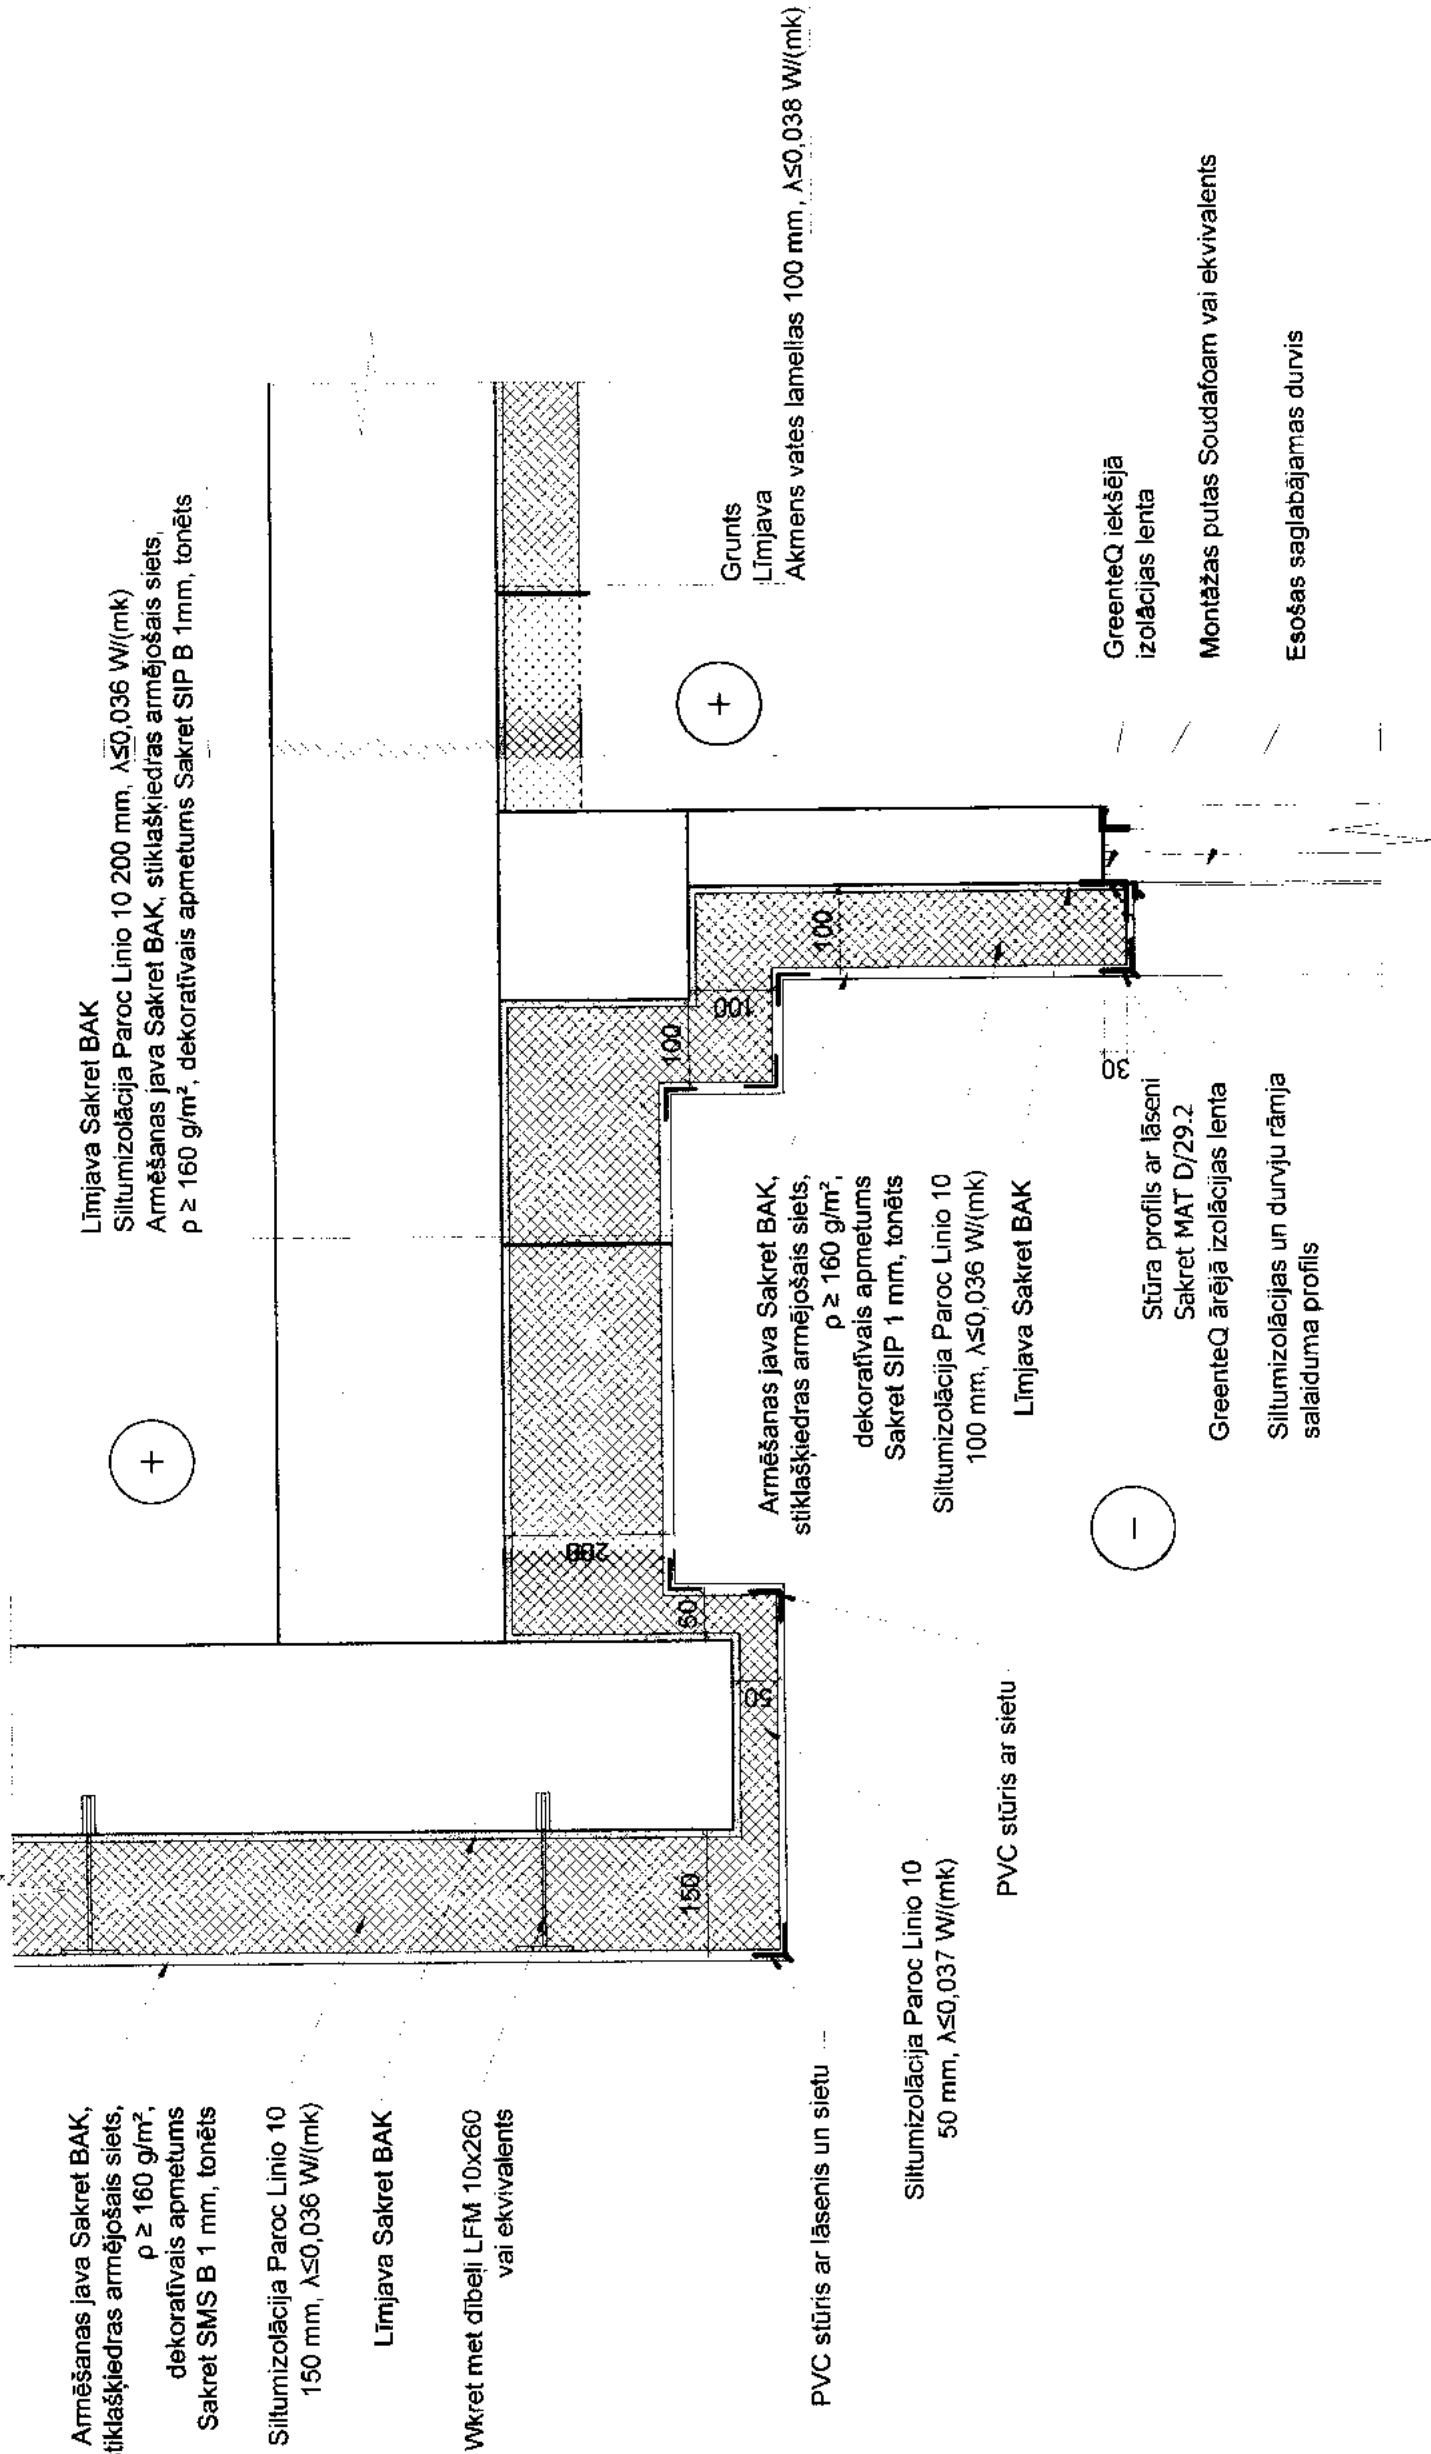 Armēšanas java Sakret BAK,
tiklašķiedras armējošais siets,
ρ ≥ 160 g/m²,
dekoratīvais apmetums
Sakret SMS B 1 mm, tonēts
Siltumizolācija Paroc Linio 10
150 mm, λ≤0,036 W/(mk)
Līmjava Sakret BAK
Wkret met dībeļi LFM 10x260
vai ekvivalents
PVC stūris ar lāsenis un sietu
Siltumizolācija Paroc Linio 10
50 mm, λ≤0,037 W/(mk)
PVC stūris ar sietu
Līmjava Sakret BAK
Siltumizolācija Paroc Linio 10 200 mm, λ≤0,036 W/(mk)
Armēšanas java Sakret BAK, stiklašķiedras armējošais siets,
ρ ≥ 160 g/m², dekoratīvais apmetums Sakret SIP B 1mm, tonēts
+
150
50
50
200
100
100
100
30
Armēšanas java Sakret BAK,
stiklašķiedras armējošais siets,
ρ ≥ 160 g/m²,
dekoratīvais apmetums
Sakret SIP 1 mm, tonēts
Siltumizolācija Paroc Linio 10
100 mm, λ≤0,036 W/(mk)
Līmjava Sakret BAK
-
Stūra profils ar lāseni
Sakret MAT D/29.2
GreenteQ ārējā izolācijas lenta
Siltumizolācijas un durvju rāmja
salaiduma profils
Grunts
Līmjava
Akmens vates lamellas 100 mm, λ≤0,038 W/(mk)
+
GreenteQ iekšējā
izolācijas lenta
Montāžas putas Soudafoam vai ekvivalents
Esošas saglabājamas durvis